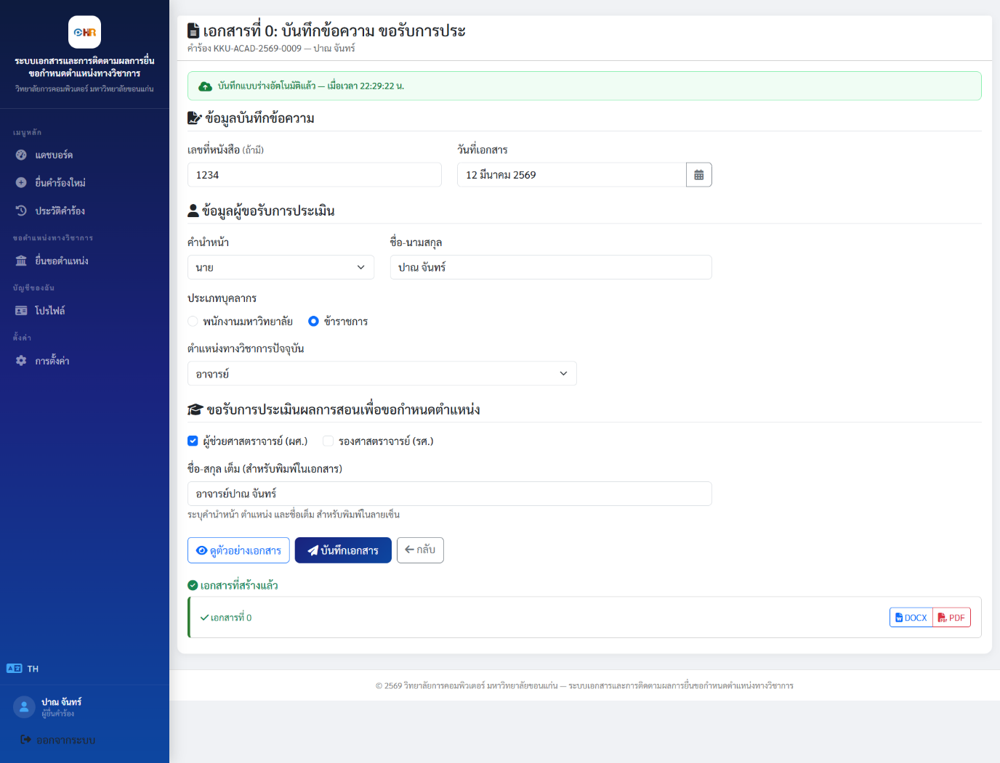 CHR
ระบบเอกสารและการติดตามผลการยื่น
ขอกำหนดตำแหน่งทางวิชาการ
วิทยาลัยการคอมพิวเตอร์ มหาวิทยาลัยขอนแก่น
เมนูหลัก
แดชบอร์ด
ยื่นคำร้องใหม่
ประวัติคำร้อง
ขอตำแหน่งทางวิชาการ
ยื่นขอตำแหน่ง
บัญชีของฉัน
โปรไฟล์
ตั้งค่า
การตั้งค่า
TH
ปาณ จันทร์
ผู้ยื่นคำร้อง
ออกจากระบบ
เอกสารที่ 0: บันทึกข้อความ ขอรับการประ
คำร้อง KKU-ACAD-2569-0009 — ปาณ จันทร์
บันทึกแบบร่างอัตโนมัติแล้ว — เมื่อเวลา 22:29:22 น.
ข้อมูลบันทึกข้อความ
เลขที่หนังสือ (ถ้ามี) วันที่เอกสาร
1234 12 มีนาคม 2569
ข้อมูลผู้ขอรับการประเมิน
คำนำหน้า ชื่อ-นามสกุล
นาย ปาณ จันทร์
ประเภทบุคลากร
พนักงานมหาวิทยาลัย ข้าราชการ
ตำแหน่งทางวิชาการปัจจุบัน
อาจารย์
ขอรับการประเมินผลการสอนเพื่อขอกำหนดตำแหน่ง
ผู้ช่วยศาสตราจารย์ (ผศ.) รองศาสตราจารย์ (รศ.)
ชื่อ-สกุล เต็ม (สำหรับพิมพ์ในเอกสาร)
อาจารย์ปาณ จันทร์
ระบุคำนำหน้า ตำแหน่ง และชื่อเต็ม สำหรับพิมพ์ในลายเซ็น
ดูตัวอย่างเอกสาร บันทึกเอกสาร กลับ
เอกสารที่สร้างแล้ว
เอกสารที่ 0 DOCX PDF
© 2569 วิทยาลัยการคอมพิวเตอร์ มหาวิทยาลัยขอนแก่น — ระบบเอกสารและการติดตามผลการยื่นขอกำหนดตำแหน่งทางวิชาการ